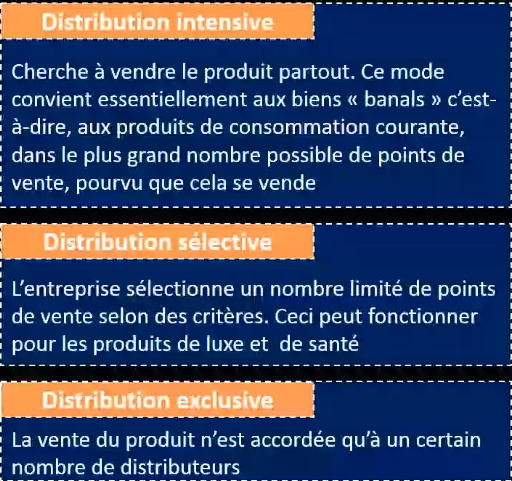 Distribution intensive
Cherche à vendre le produit partout. Ce mode
convient essentiellement aux biens « banals » c’est-
à-dire, aux produits de consommation courante,
dans le plus grand nombre possible de points de
vente, pourvu que cela se vende
Distribution sélective
L’entreprise sélectionne un nombre limité de points
de vente selon des critères. Ceci peut fonctionner
pour les produits de luxe et  de santé
Distribution exclusive
La vente du produit n’est accordée qu’à un certain
nombre de distributeurs